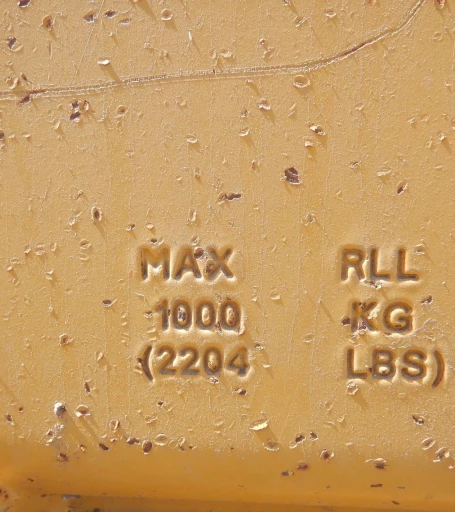 MAX RLL
1000 KG
(2204 LBS)